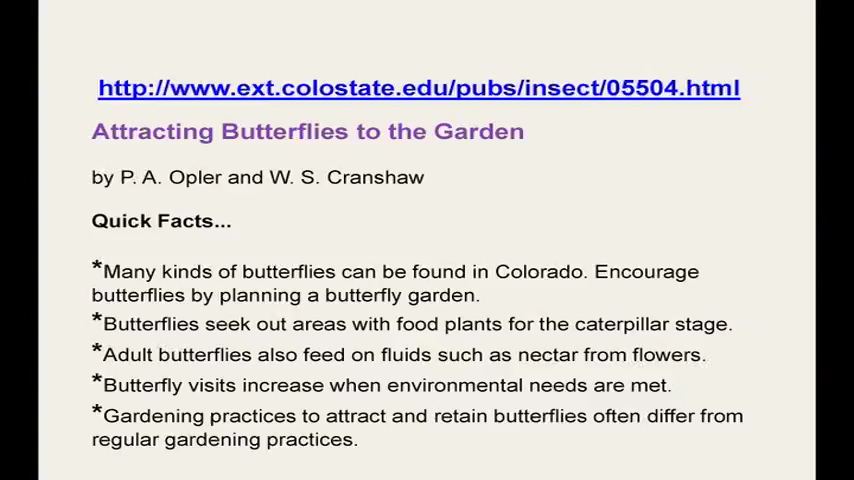 http://www.ext.colostate.edu/pubs/insect/05504.html
Attracting Butterflies to the Garden
by P. A. Opler and W. S. Cranshaw
Quick Facts...
*Many kinds of butterflies can be found in Colorado. Encourage
butterflies by planning a butterfly garden.
*Butterflies seek out areas with food plants for the caterpillar stage.
*Adult butterflies also feed on fluids such as nectar from flowers.
*Butterfly visits increase when environmental needs are met.
*Gardening practices to attract and retain butterflies often differ from
regular gardening practices.